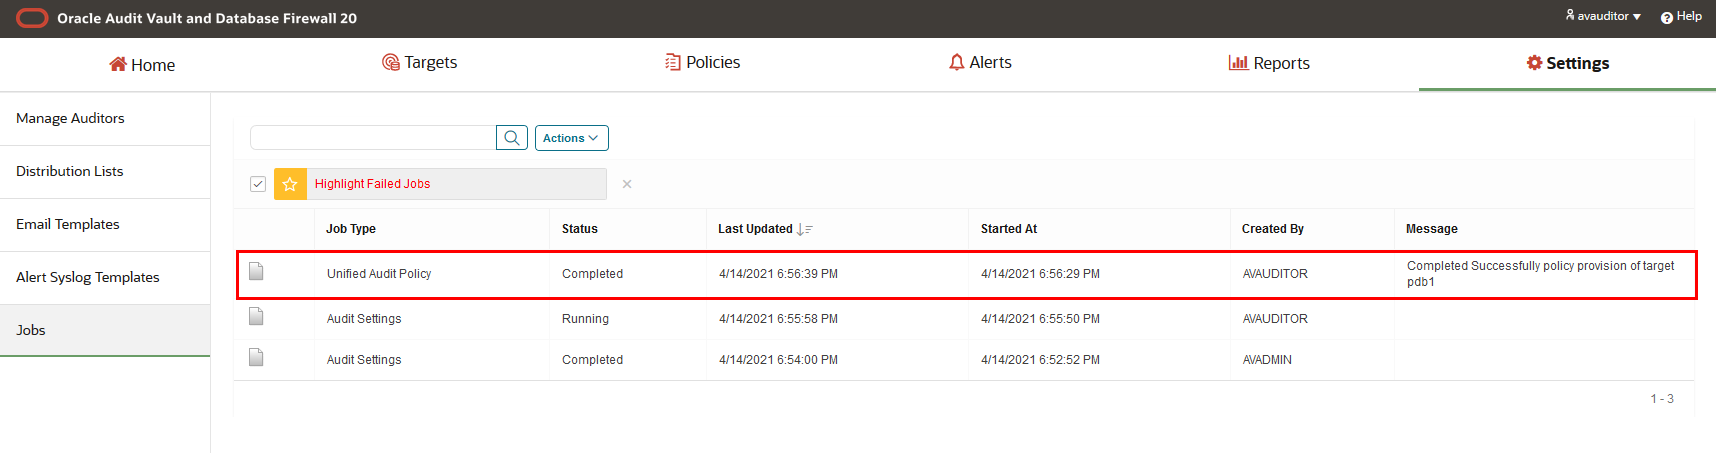 Oracle Audit Vault and Database Firewall 20
avauditor
Help
Home
Targets
Policies
Alerts
Reports
Settings
Manage Auditors
Distribution Lists
Email Templates
Alert Syslog Templates
Jobs
Actions
Highlight Failed Jobs
Job Type Status Last Updated Started At Created By Message
Unified Audit Policy Completed 4/14/2021 6:56:39 PM 4/14/2021 6:56:29 PM AVAUDITOR Completed Successfully policy provision of target
pdb1
Audit Settings Running 4/14/2021 6:55:58 PM 4/14/2021 6:55:50 PM AVAUDITOR
Audit Settings Completed 4/14/2021 6:54:00 PM 4/14/2021 6:52:52 PM AVADMIN
1 - 3